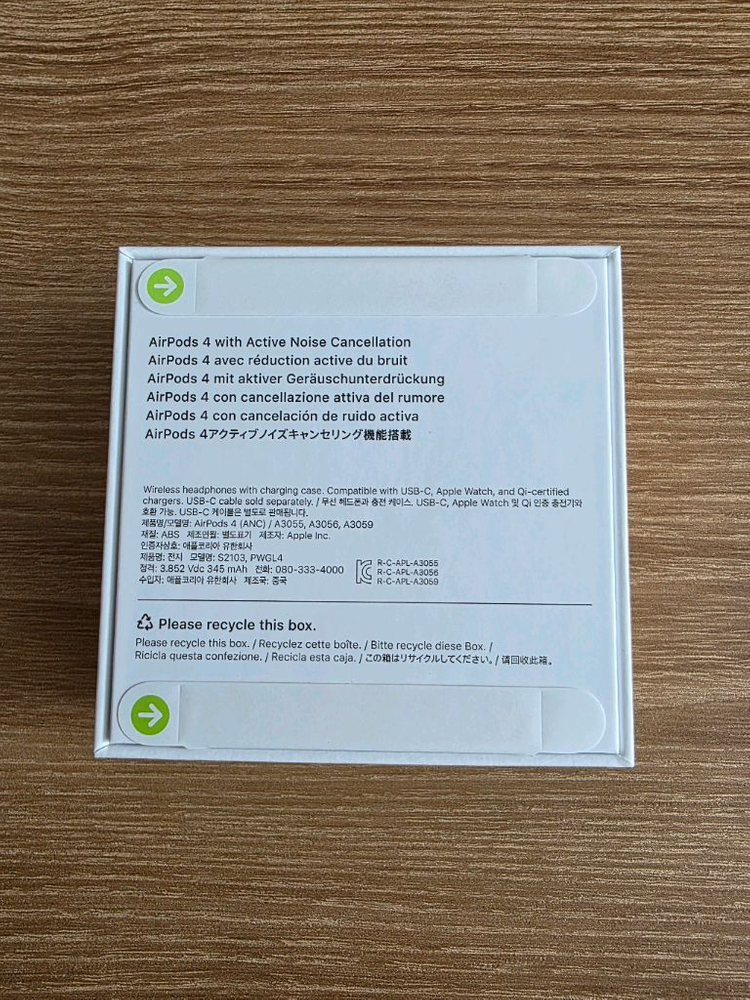 AirPods 4 with Active Noise Cancellation
AirPods 4 avec réduction active du bruit
AirPods 4 mit aktiver Geräuschunterdrückung
AirPods 4 con cancellazione attiva del rumore
AirPods 4 con cancelación de ruido activa
AirPods 4アクティブノイズキャンセリング機能搭載
Wireless headphones with charging case. Compatible with USB-C, Apple Watch, and Qi-certified
chargers. USB-C cable sold separately. / 무선 헤드폰과 충전 케이스. USB-C, Apple Watch 및 Qi 인증 충전기와
호환 가능. USB-C 케이블은 별도로 판매됩니다.
제품명/모델명: AirPods 4 (ANC) / A3055, A3056, A3059
재질: ABS 제조연월: 별도표기 제조자: Apple Inc.
인증자상호: 애플코리아 유한회사
제품명: 전지 모델명: S2103, PWGL4
정격: 3.852 Vdc 345 mAh 전화: 080-333-4000
수입자: 애플코리아 유한회사 제조국: 중국
R-C-APL-A3055
R-C-APL-A3056
R-C-APL-A3059
Please recycle this box.
Please recycle this box. / Recyclez cette boîte. / Bitte recycle diese Box. /
Ricicla questa confezione. / Recicla esta caja. / この箱はリサイクルしてください。/ 请回收此箱。